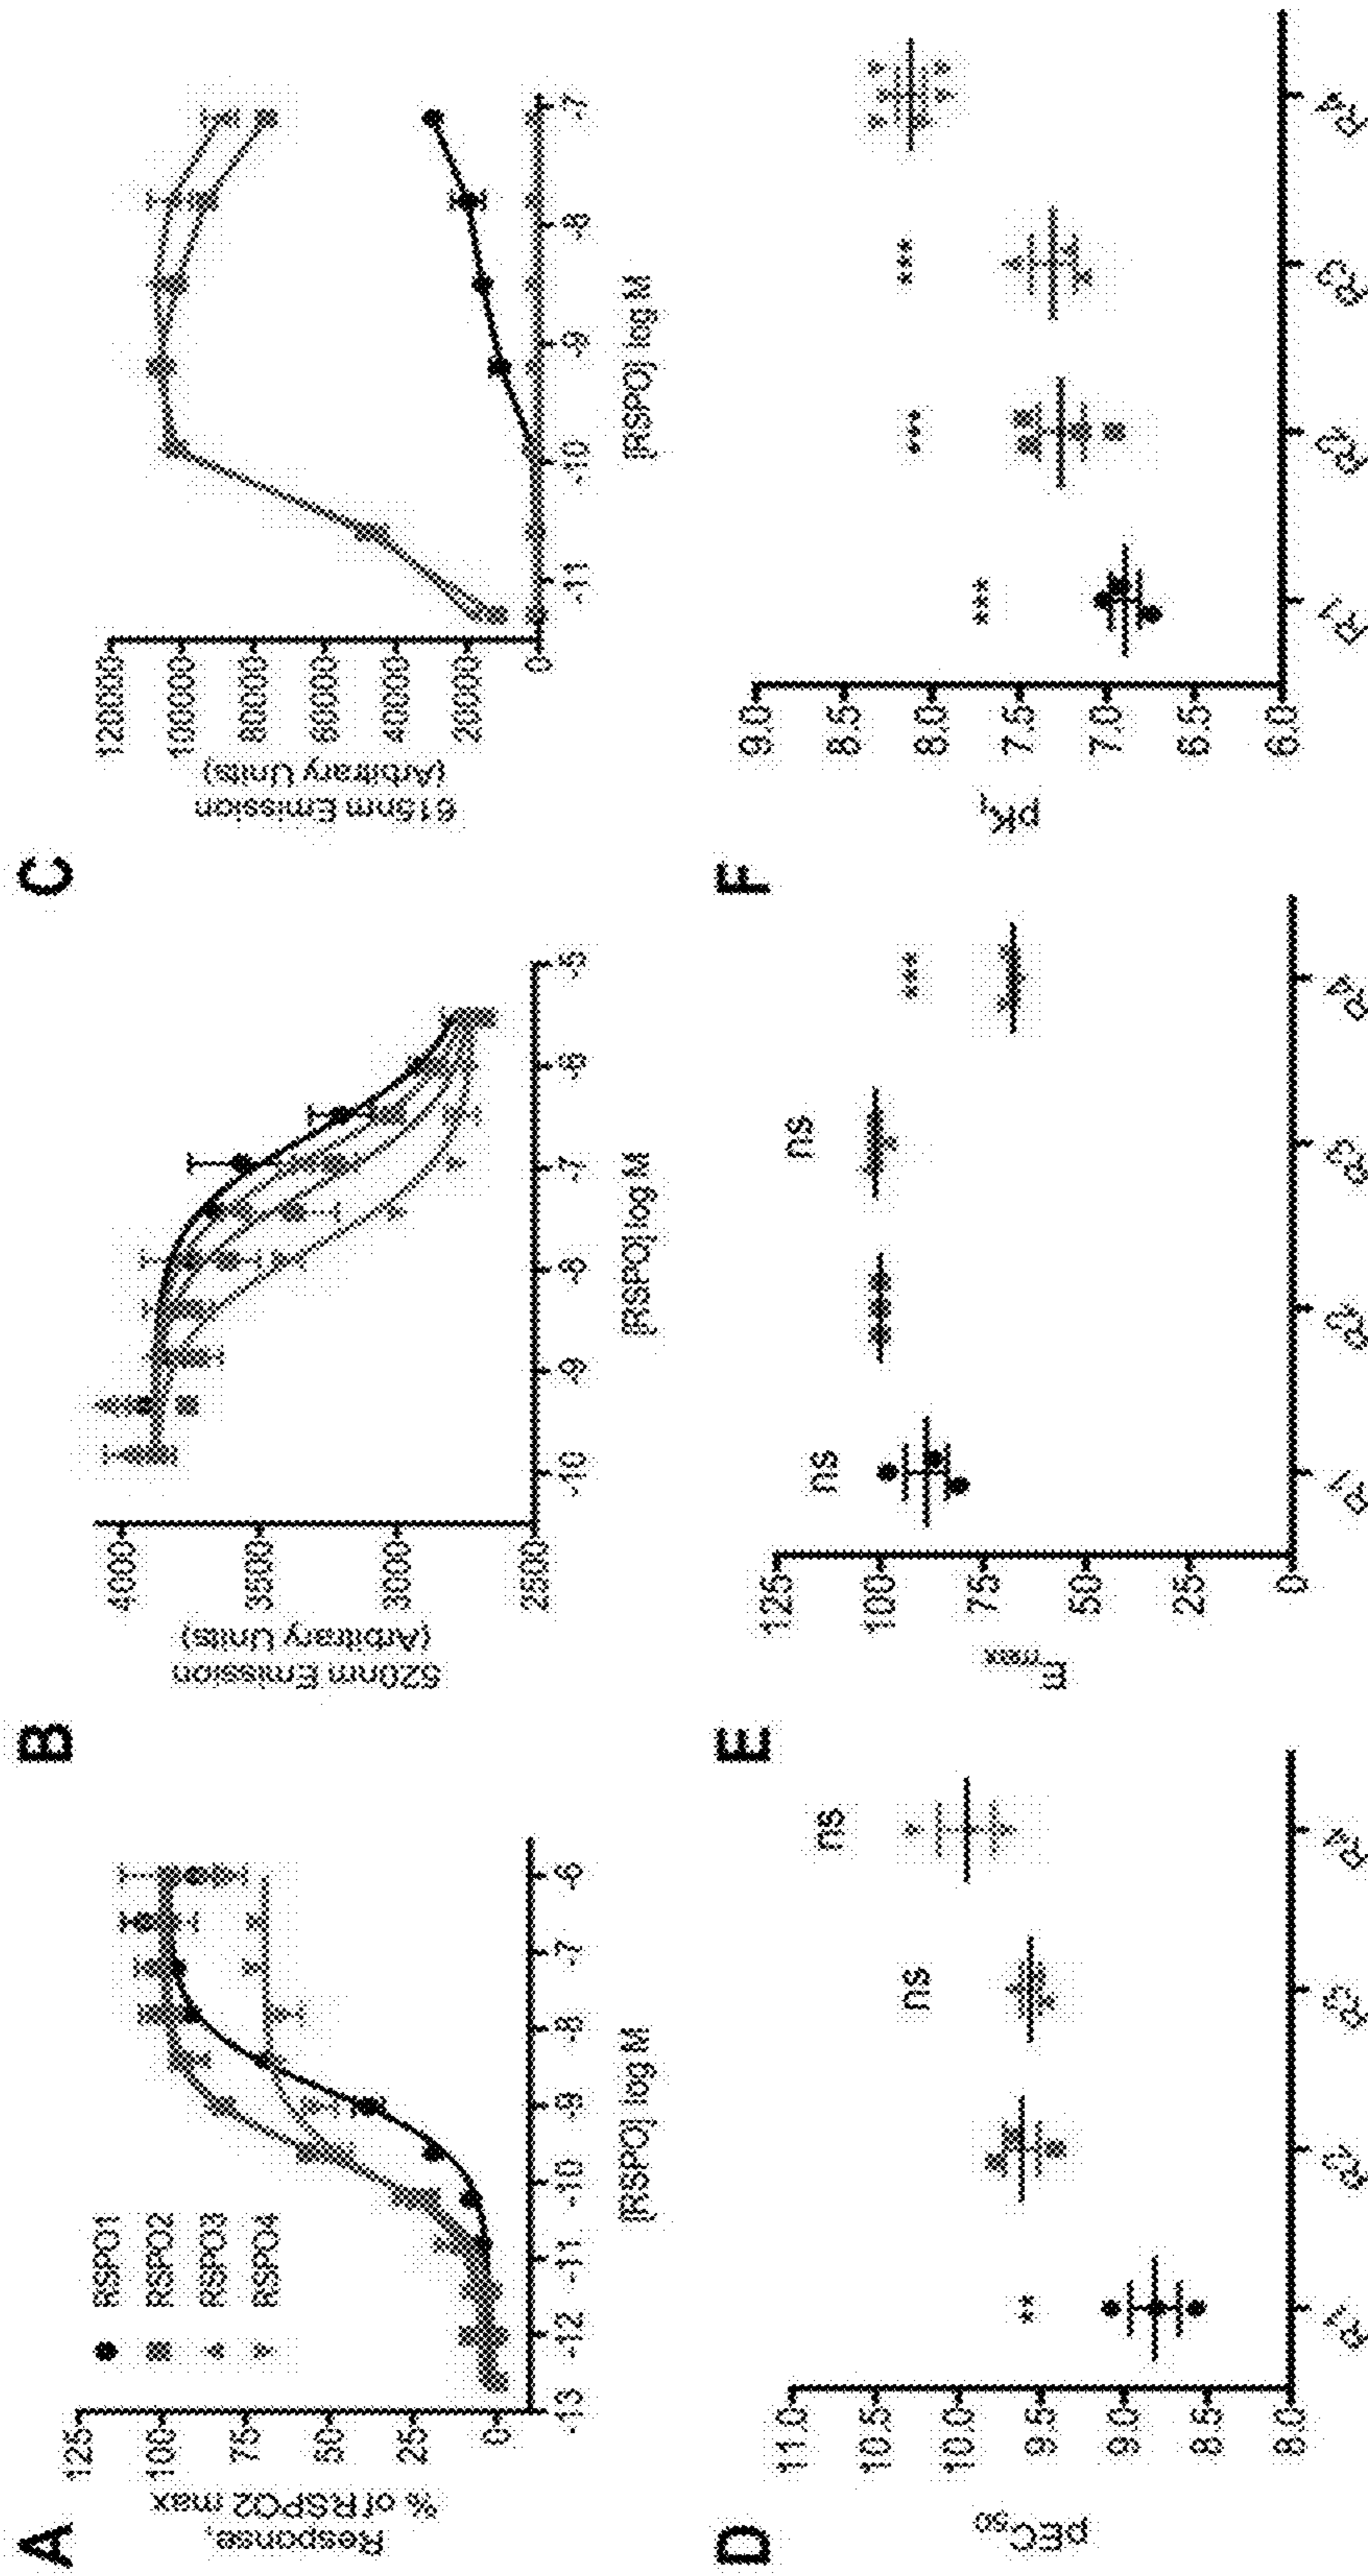 A
Response,
% of RSPO2 max
125
100
75
50
25
0
-13
-12
-11
-10
-9
-8
-7
-6
[RSPO] log M
RSPO1
RSPO2
RSPO3
RSPO4
B
520nm Emission
(Arbitrary Units)
4000
3500
3000
2500
-10
-9
-8
-7
-6
-5
[RSPO] log M
C
615nm Emission
(Arbitrary Units)
120000
100000
80000
60000
40000
20000
0
-11
-10
-9
-8
-7
[RSPO] log M
D
pEC50
11.0
10.5
10.0
9.5
9.0
8.5
8.0
**
ns
ns
R1
R2
R3
R4
E
Emax
125
100
75
50
25
0
ns
ns
***
R1
R2
R3
R4
F
pKi
9.0
8.5
8.0
7.5
7.0
6.5
6.0
***
***
***
R1
R2
R3
R4